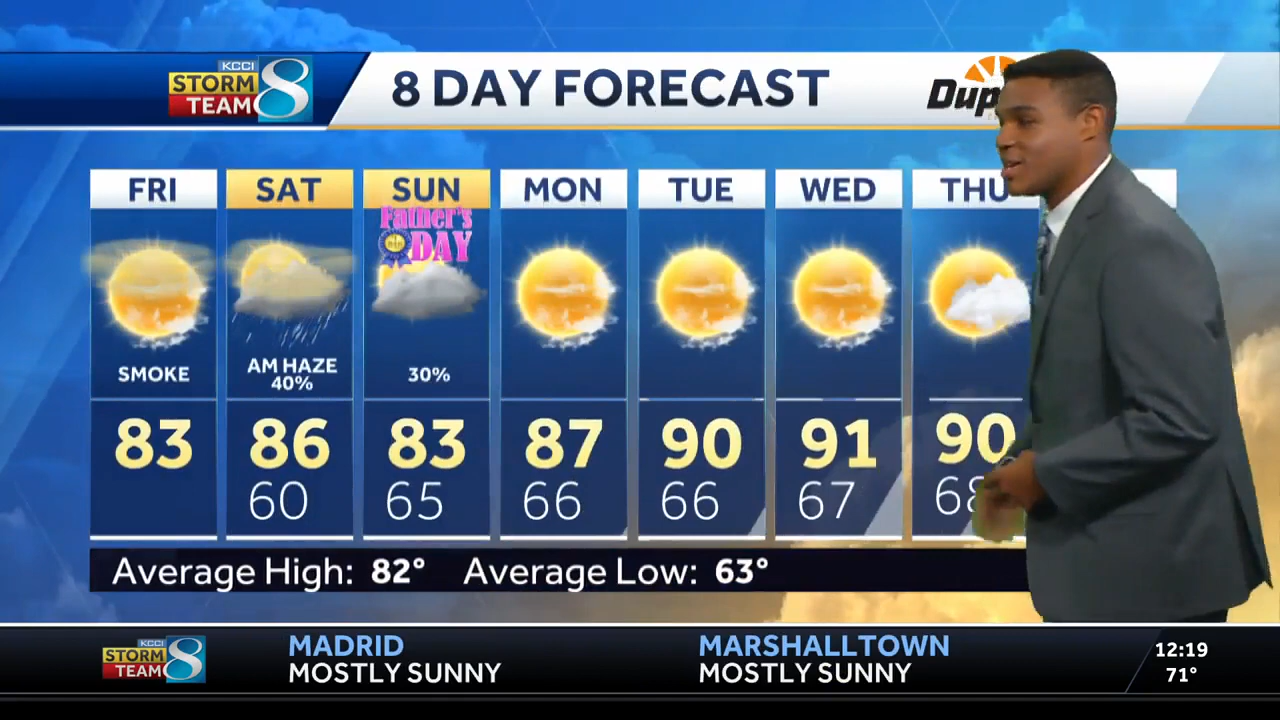 KCCI
STORM
TEAM 8
8 DAY FORECAST
FRI SAT SUN MON TUE WED THU
Father's
DAY
SMOKE AM HAZE 30%
40%
83 86 83 87 90 91 90
60 65 66 66 67
Average High: 82° Average Low: 63°
KCCI
STORM
TEAM 8
MADRID MARSHALLTOWN 12:19
MOSTLY SUNNY MOSTLY SUNNY 71°